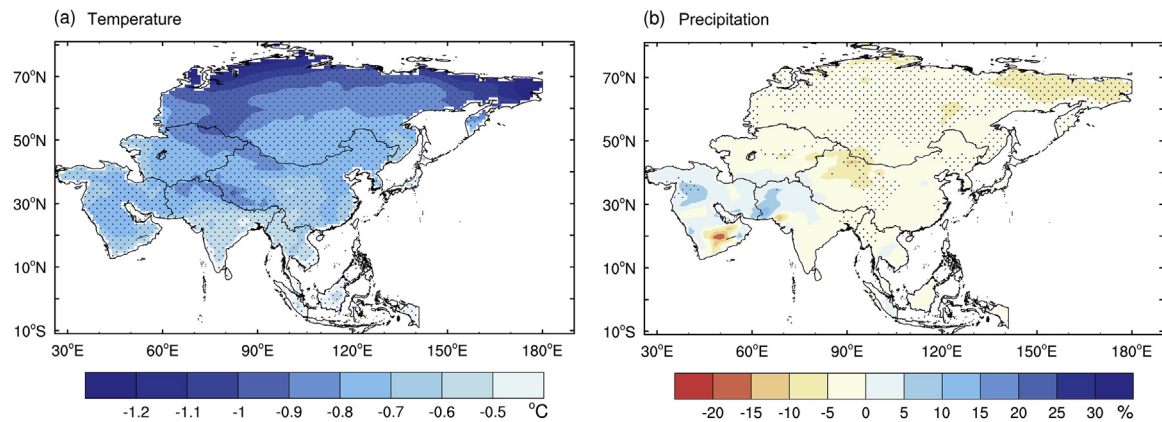 (a) Temperature
(b) Precipitation
70°N
50°N
30°N
10°N
10°S
30°E 60°E 90°E 120°E 150°E 180°E
-1.2 -1.1 -1 -0.9 -0.8 -0.7 -0.6 -0.5 °C
70°N
50°N
30°N
10°N
10°S
30°E 60°E 90°E 120°E 150°E 180°E
-20 -15 -10 -5 0 5 10 15 20 25 30 %